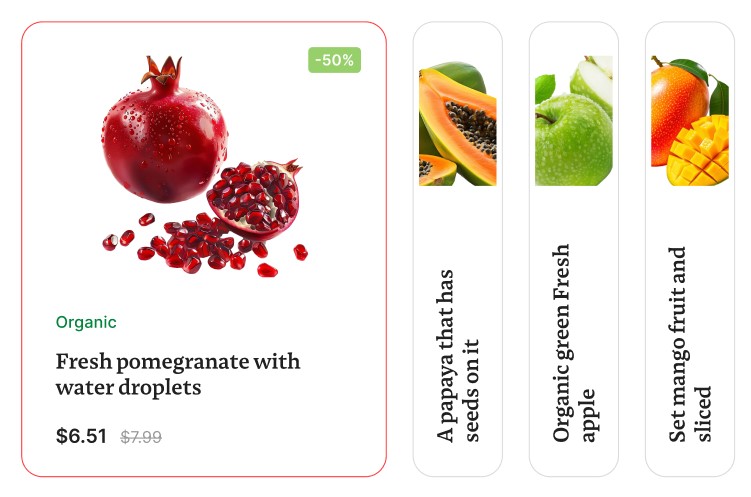 -50%
Organic
Fresh pomegranate with
water droplets
$6.51 $7.99
A papaya that has
seeds on it
Organic green Fresh
apple
Set mango fruit and
sliced